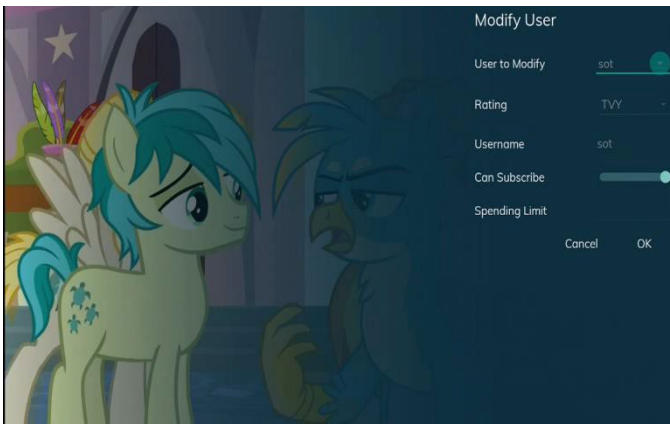 Modify User
User to Modify sot
Rating TVY
Username sot
Can Subscribe
Spending Limit
Cancel OK